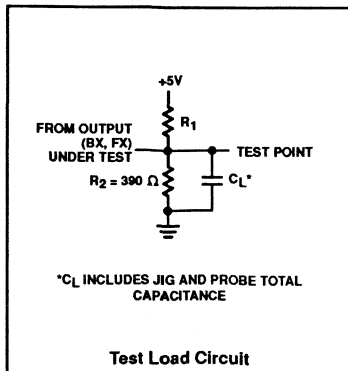 +5V
R1
FROM OUTPUT
(BX, FX)
UNDER TEST
TEST POINT
R2 = 390 Ω
CL*
*CL INCLUDES JIG AND PROBE TOTAL
CAPACITANCE
Test Load Circuit